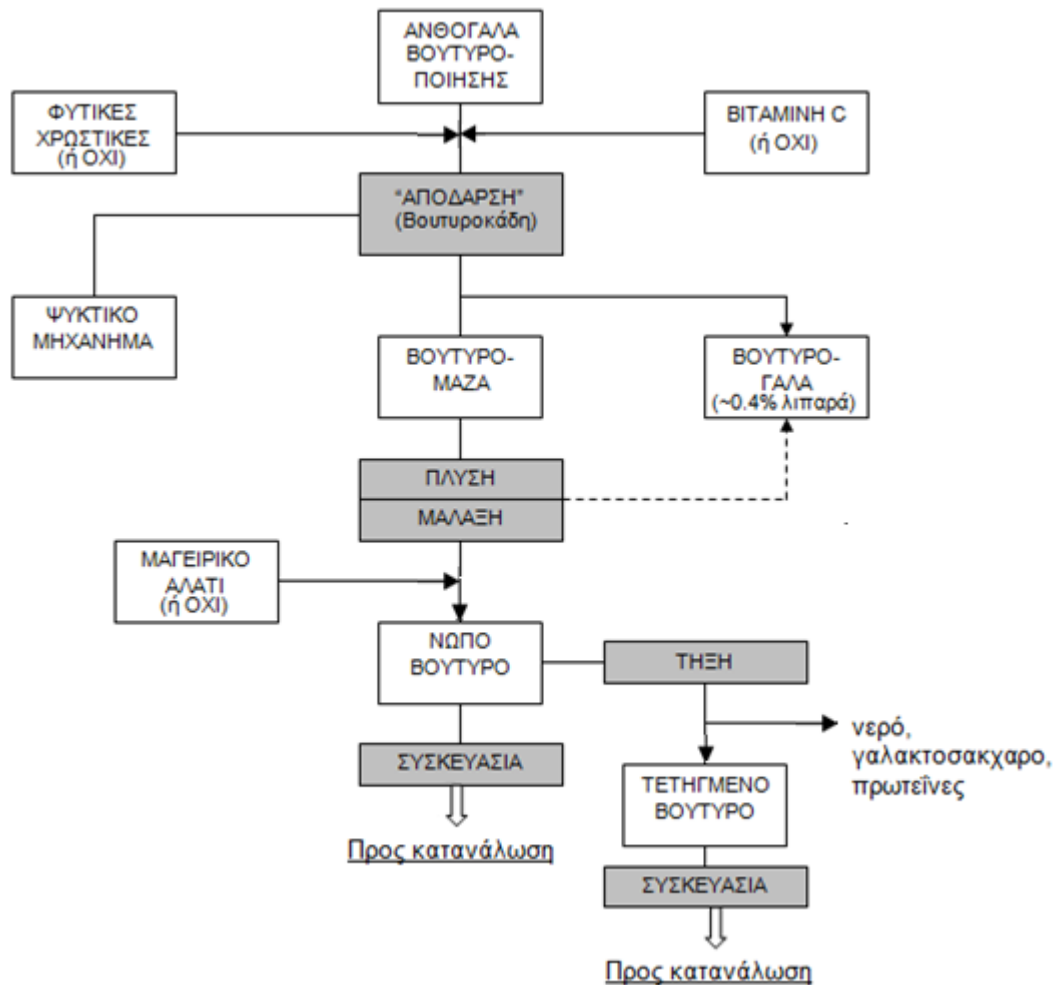 ΑΝΘΟΓΑΛΑ
ΒΟΥΤΥΡΟ-
ΠΟΙΗΣΗΣ
ΦΥΤΙΚΕΣ
ΧΡΩΣΤΙΚΕΣ
(ή ΟΧΙ)
ΒΙΤΑΜΙΝΗ C
(ή ΟΧΙ)
“ΑΠΟΔΑΡΣΗ”
(Βουτυροκάδη)
ΨΥΚΤΙΚΟ
ΜΗΧΑΝΗΜΑ
ΒΟΥΤΥΡΟ-
ΜΑΖΑ
ΒΟΥΤΥΡΟ-
ΓΑΛΑ
(~0.4% λιπαρά)
ΠΛΥΣΗ
ΜΑΛΑΞΗ
ΜΑΓΕΙΡΙΚΟ
ΑΛΑΤΙ
(ή ΟΧΙ)
ΝΩΠΟ
ΒΟΥΤΥΡΟ
ΤΗΞΗ
νερό,
γαλακτοσακχαρο,
πρωτεΐνες
ΣΥΣΚΕΥΑΣΙΑ
Προς κατανάλωση
ΤΕΤΗΓΜΕΝΟ
ΒΟΥΤΥΡΟ
ΣΥΣΚΕΥΑΣΙΑ
Προς κατανάλωση